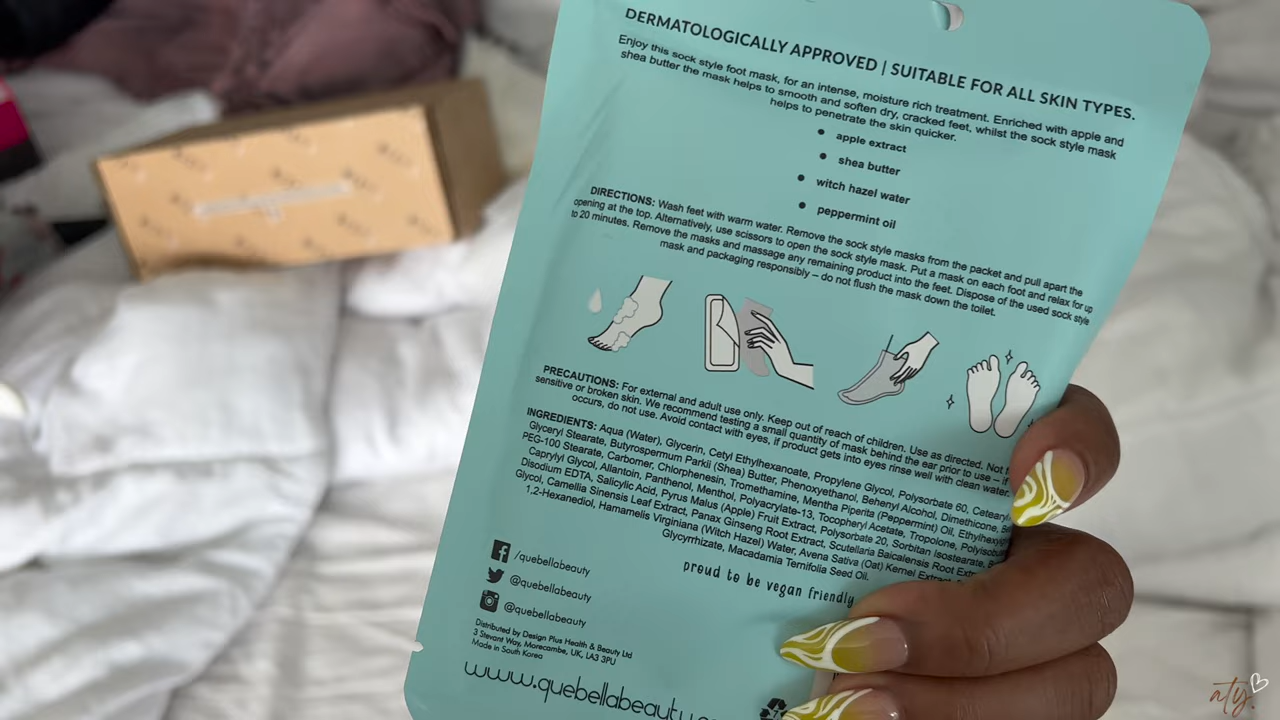 DERMATOLOGICALLY APPROVED | SUITABLE FOR ALL SKIN TYPES.
Enjoy this sock style foot mask, for an intense, moisture rich treatment. Enriched with apple and
shea butter the mask helps to smooth and soften dry, cracked feet, whilst the sock style mask
helps to penetrate the skin quicker.
• apple extract
• shea butter
• witch hazel water
• peppermint oil
DIRECTIONS: Wash feet with warm water. Remove the sock style masks from the packet and pull apart the
opening at the top. Alternatively, use scissors to open the sock style mask. Put a mask on each foot and relax for up
to 20 minutes. Remove the masks and massage any remaining product into the feet. Dispose of the used sock style
mask and packaging responsibly – do not flush the mask down the toilet.
PRECAUTIONS: For external and adult use only. Keep out of reach of children. Use as directed. Not
sensitive or broken skin. We recommend testing a small quantity of mask behind the ear prior to use – if
occurs, do not use. Avoid contact with eyes, if product gets into eyes rinse well with clean water.
INGREDIENTS: Aqua (Water), Glycerin, Cetyl Ethylhexanoate, Propylene Glycol, Polysorbate 60,
Glyceryl Stearate, Butyrospermum Parkii (Shea) Butter, Phenoxyethanol, Behenyl Alcohol, Dimethicone,
PEG-100 Stearate, Carbomer, Chlorphenesin, Tromethamine, Mentha Piperita (Peppermint) Oil,
Caprylyl Glycol, Allantoin, Panthenol, Menthol, Polyacrylate-13, Tocopheryl Acetate, Tropolone,
Disodium EDTA, Salicylic Acid, Pyrus Malus (Apple) Fruit Extract, Polysorbate 20, Sorbitan Isostearate,
Glycol, Camellia Sinensis Leaf Extract, Panax Ginseng Root Extract, Scutellaria Baicalensis Root
1,2-Hexanediol, Hamamelis Virginiana (Witch Hazel) Water, Avena Sativa (Oat) Kernel Extract
Glycyrrhizate, Macadamia Ternifolia Seed Oil.
proud to be vegan friendly
/quebellabeauty
@quebellabeauty
@quebellabeauty
Distributed by Design Plus Health & Beauty Ltd
3 Stevant Way, Morecambe, UK, LA3 3PU
Made in South Korea
www.quebellabeauty
aty.